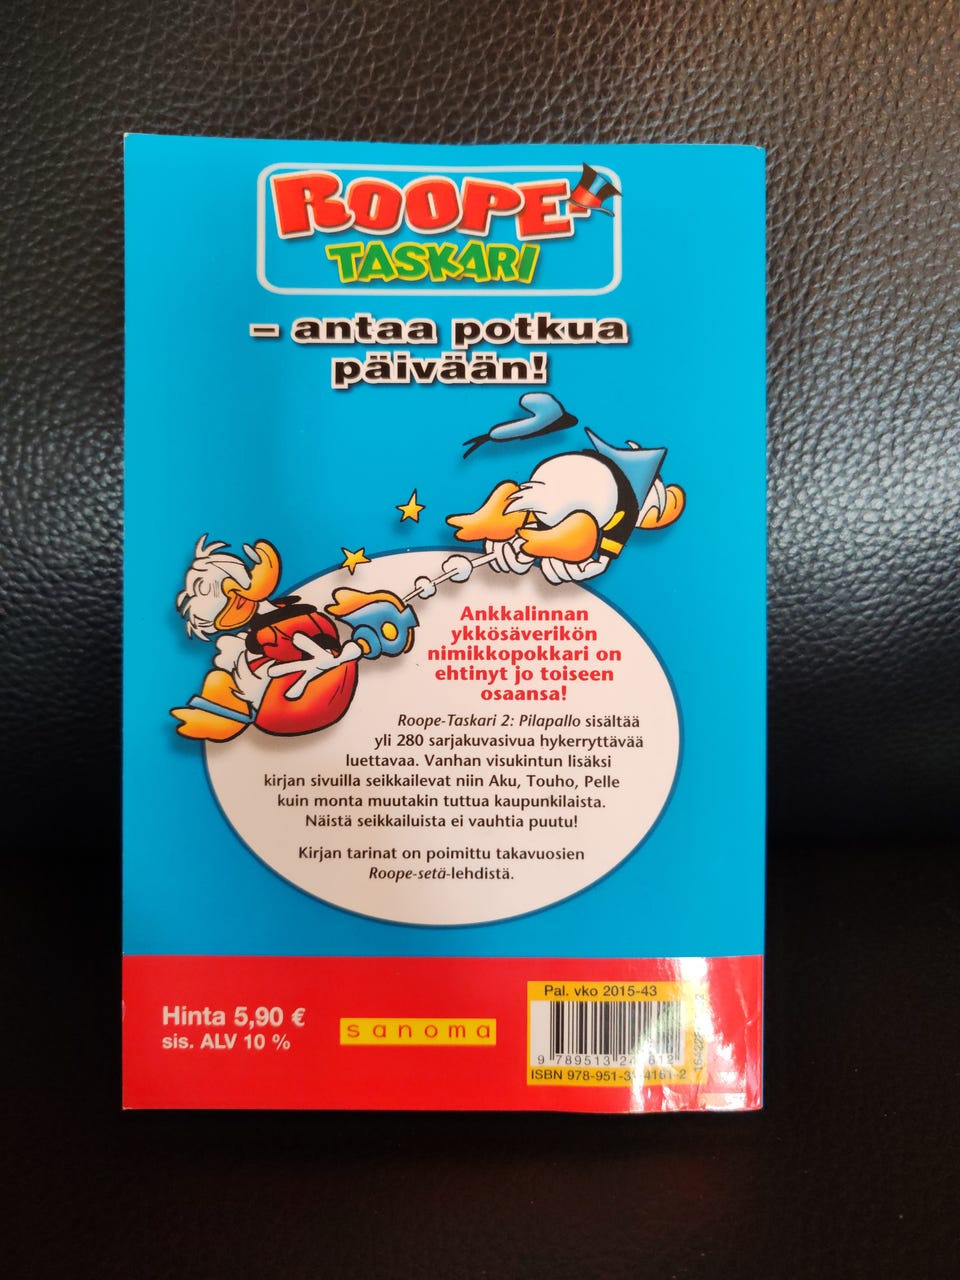 ROOPE-
TASKARI
– antaa potkua
päivään!
Ankkalinnan
ykkösäverikön
nimikkopokkari on
ehtinyt jo toiseen
osaansa!
Roope-Taskari 2: Pilapallo sisältää
yli 280 sarjakuvasivua hykerryttävää
luettavaa. Vanhan visukintun lisäksi
kirjan sivuilla seikkailevat niin Aku, Touho, Pelle
kuin monta muutakin tuttua kaupunkilaista.
Näistä seikkailuista ei vauhtia puutu!
Kirjan tarinat on poimittu takavuosien
Roope-setä-lehdistä.
Hinta 5,90 €
sis. ALV 10 %
sanoma
Pal. vko 2015-43
9 789513
ISBN